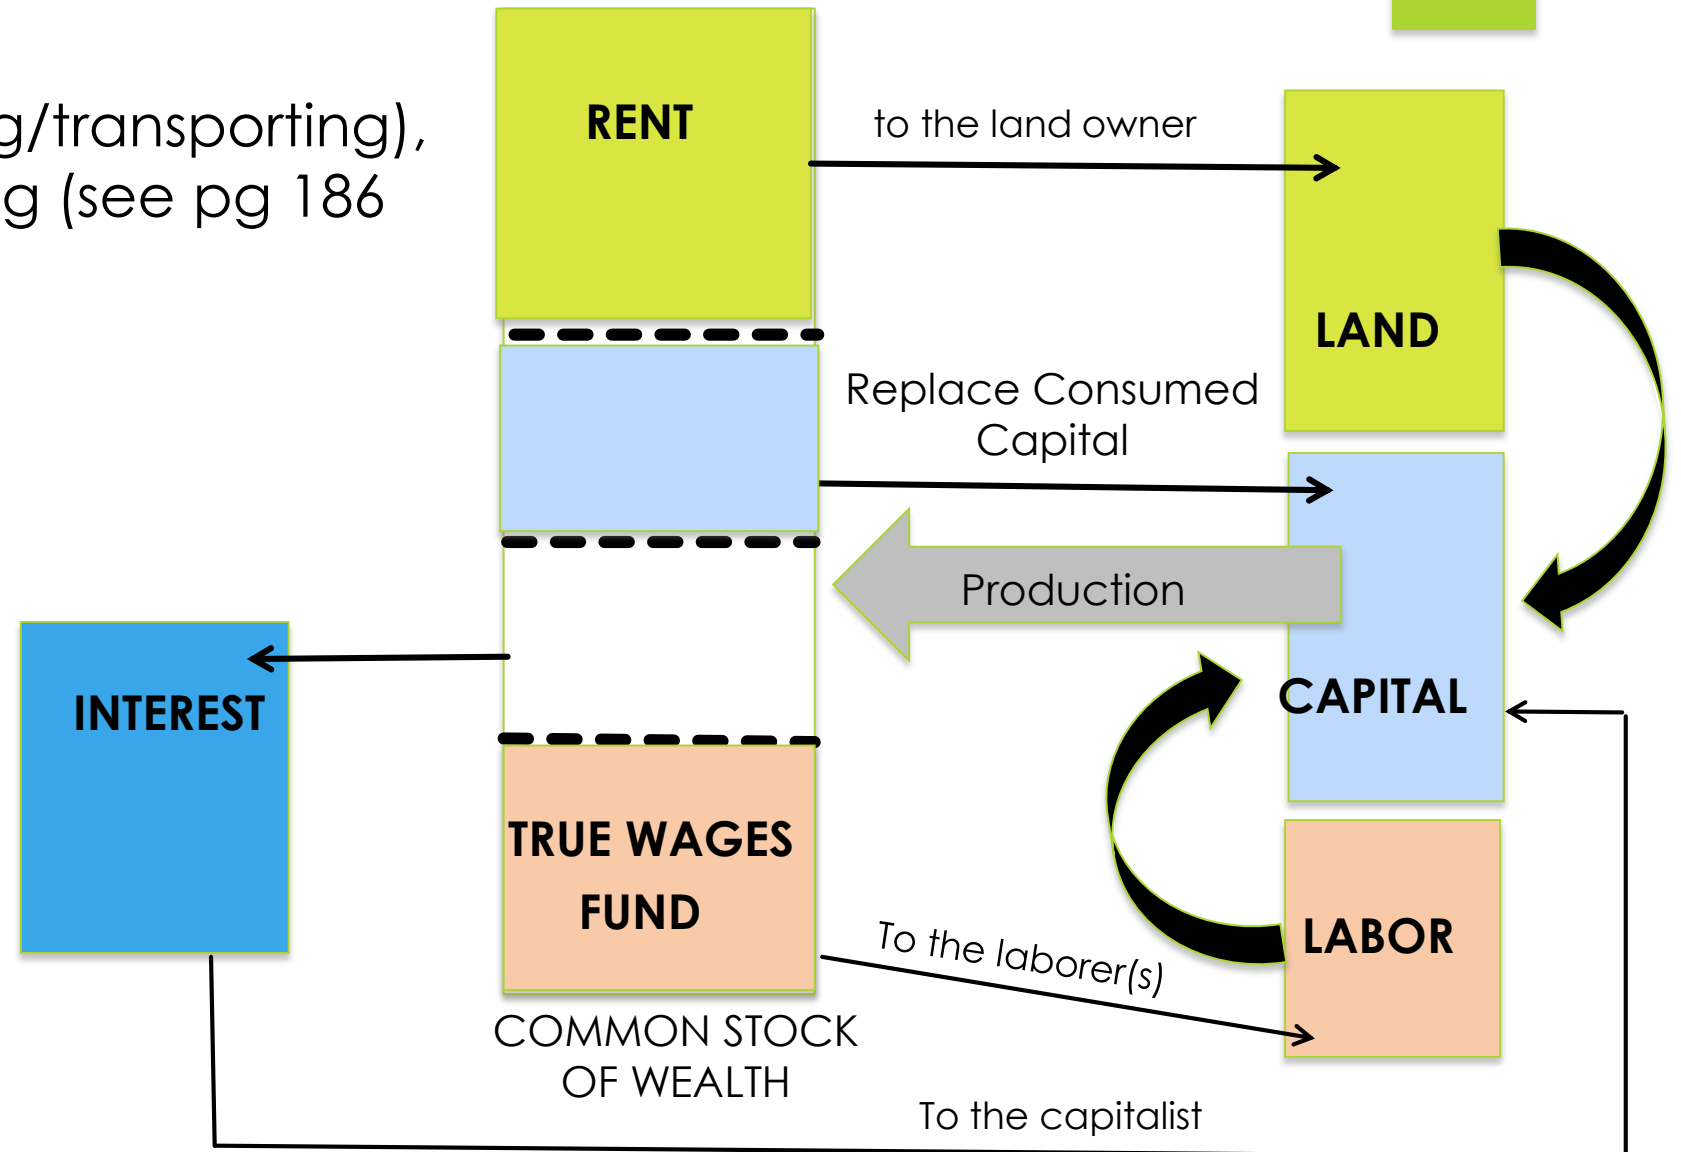 g/transporting),
g (see pg 186
RENT
to the land owner
LAND
Replace Consumed
Capital
Production
INTEREST
CAPITAL
TRUE WAGES
FUND
To the laborer(s)
LABOR
COMMON STOCK
OF WEALTH
To the capitalist